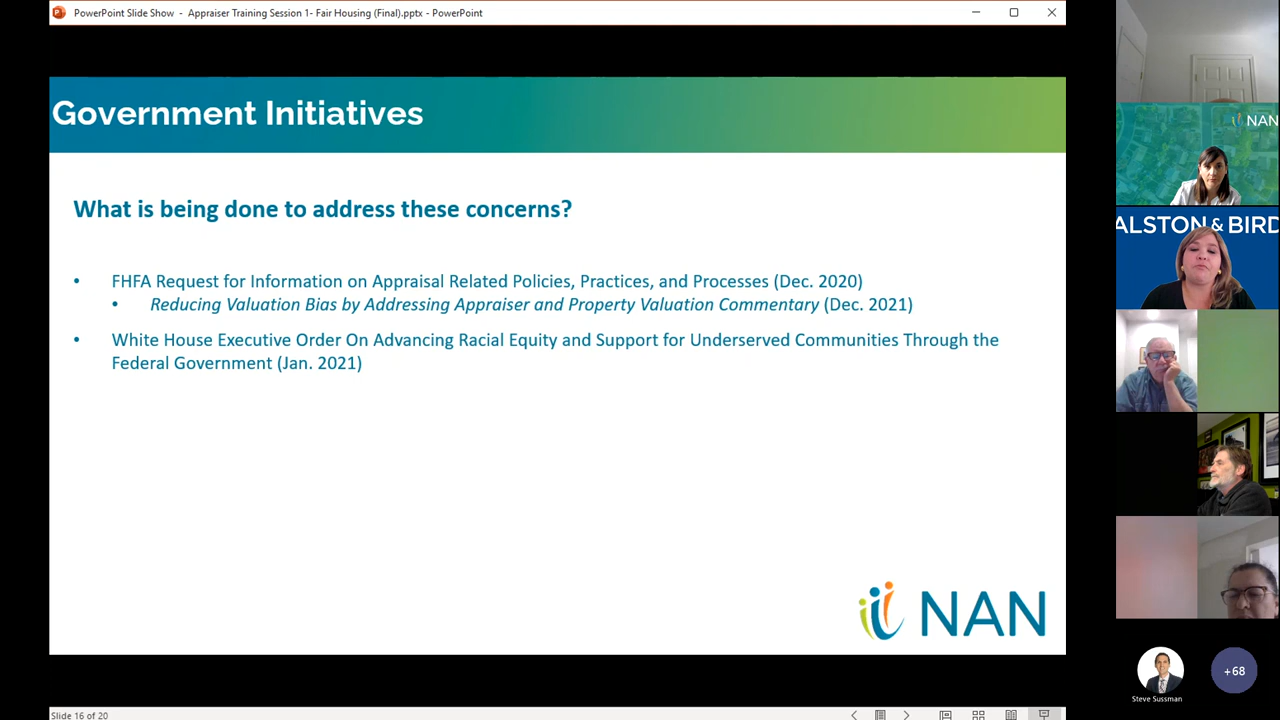 PowerPoint Slide Show - Appraiser Training Session 1- Fair Housing (Final).pptx - PowerPoint
Government Initiatives
What is being done to address these concerns?
• FHFA Request for Information on Appraisal Related Policies, Practices, and Processes (Dec. 2020)
• Reducing Valuation Bias by Addressing Appraiser and Property Valuation Commentary (Dec. 2021)
• White House Executive Order On Advancing Racial Equity and Support for Underserved Communities Through the
Federal Government (Jan. 2021)
NAN
Slide 16 of 20
NAN
ALSTON & BIRD
Steve Sussman
+68